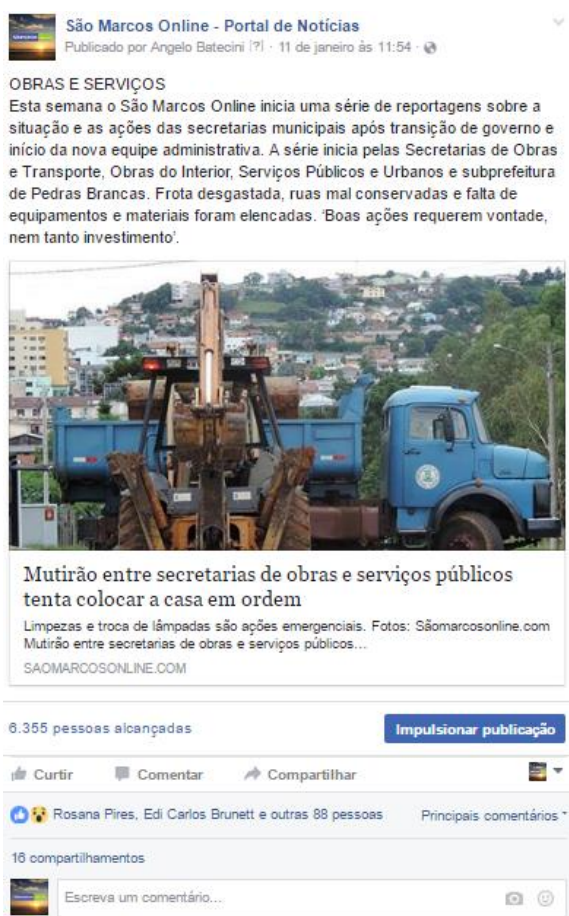 São Marcos Online - Portal de Notícias
Publicado por Angelo Batecini [?] · 11 de janeiro às 11:54 ·
OBRAS E SERVIÇOS
Esta semana o São Marcos Online inicia uma série de reportagens sobre a
situação e as ações das secretarias municipais após transição de governo e
início da nova equipe administrativa. A série inicia pelas Secretarias de Obras
e Transporte, Obras do Interior, Serviços Públicos e Urbanos e subprefeitura
de Pedras Brancas. Frota desgastada, ruas mal conservadas e falta de
equipamentos e materiais foram elencadas. 'Boas ações requerem vontade,
nem tanto investimento'.
Mutirão entre secretarias de obras e serviços públicos
tenta colocar a casa em ordem
Limpezas e troca de lâmpadas são ações emergenciais. Fotos: Sãomarcosonline.com
Mutirão entre secretarias de obras e serviços públicos...
SAOMARCOSONLINE.COM
6.355 pessoas alcançadas
Impulsionar publicação
Curtir Comentar Compartilhar
Rosana Pires, Edi Carlos Brunett e outras 88 pessoas Principais comentários
16 compartilhamentos
Escreva um comentário...